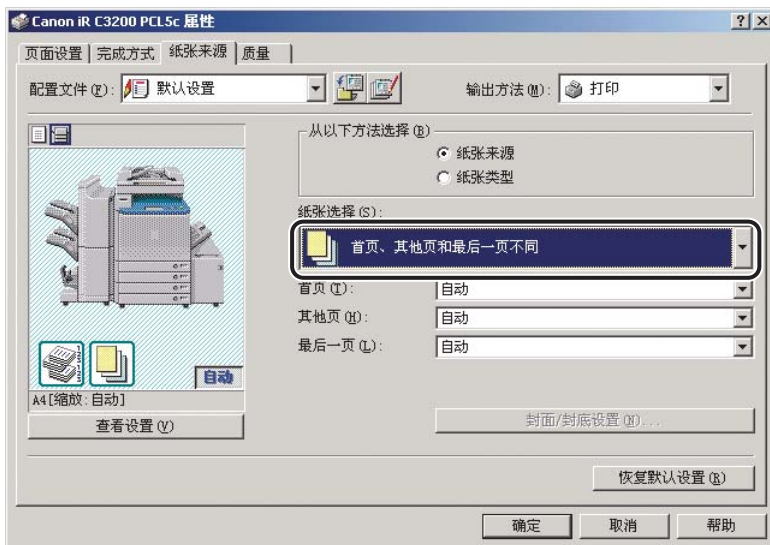 Canon iR C3200 PCL5c 属性
页面设置 完成方式 纸张来源 质量
配置文件(F): 默认设置 输出方法(M): 打印
从以下方法选择(B)
纸张来源
纸张类型
纸张选择(S):
首页、其他页和最后一页不同
首页(T): 自动
其他页(H): 自动
最后一页(L): 自动
自动
A4[缩放:自动]
查看设置(V)
封面/封底设置(N)...
恢复默认设置(R)
确定 取消 帮助